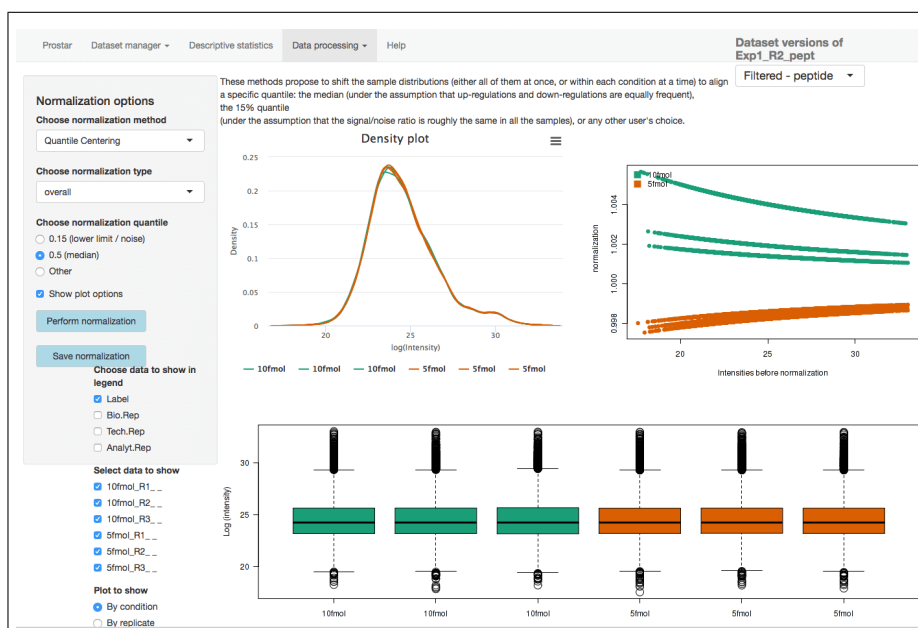 Prostar Dataset manager Descriptive statistics Data processing Help
Dataset versions of
Exp1_R2_pept
Filtered - peptide
These methods propose to shift the sample distributions (either all of them at once, or within each condition at a time) to align
a specific quantile: the median (under the assumption that up-regulations and down-regulations are equally frequent),
the 15% quantile
(under the assumption that the signal/noise ratio is roughly the same in all the samples), or any other user's choice.
Normalization options
Choose normalization method
Quantile Centering
Choose normalization type
overall
Choose normalization quantile
0.15 (lower limit / noise)
0.5 (median)
Other
Show plot options
Perform normalization
Save normalization
Choose data to show in
legend
Label
Bio.Rep
Tech.Rep
Analyt.Rep
Select data to show
10fmol_R1_ _
10fmol_R2_ _
10fmol_R3_ _
5fmol_R1_ _
5fmol_R2_ _
5fmol_R3_ _
Plot to show
By condition
By replicate
Density plot
0.25
0.2
0.15
0.1
0.05
0
Density
20 25 30
log(Intensity)
10fmol 10fmol 10fmol 5fmol 5fmol 5fmol
10fmol
5fmol
1.004
1.002
1.000
0.998
normalization
20 25 30
Intensities before normalization
30
25
20
Log (intensity)
10fmol 10fmol 10fmol 5fmol 5fmol 5fmol